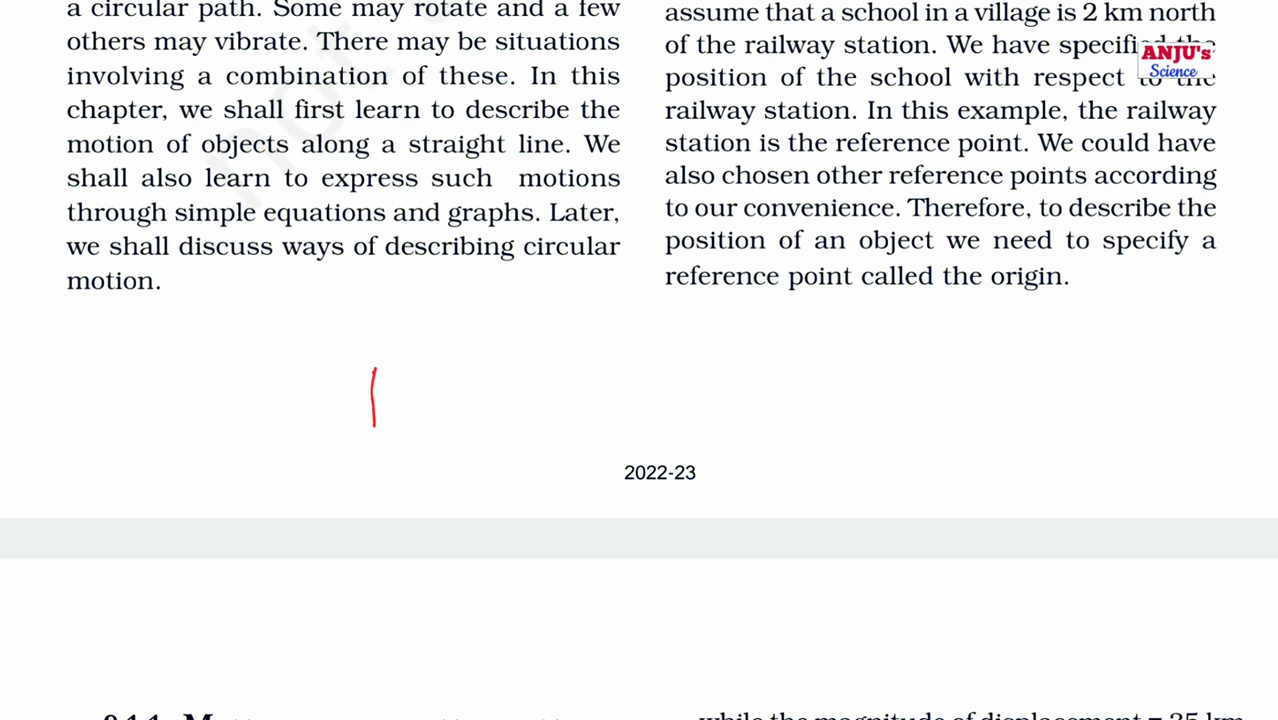 a circular path. Some may rotate and a few
others may vibrate. There may be situations
involving a combination of these. In this
chapter, we shall first learn to describe the
motion of objects along a straight line. We
shall also learn to express such motions
through simple equations and graphs. Later,
we shall discuss ways of describing circular
motion.
assume that a school in a village is 2 km north
of the railway station. We have specified the
position of the school with respect to the
railway station. In this example, the railway
station is the reference point. We could have
also chosen other reference points according
to our convenience. Therefore, to describe the
position of an object we need to specify a
reference point called the origin.
ANJU's
Science
2022-23
while the magnitude of displacement = 35 km